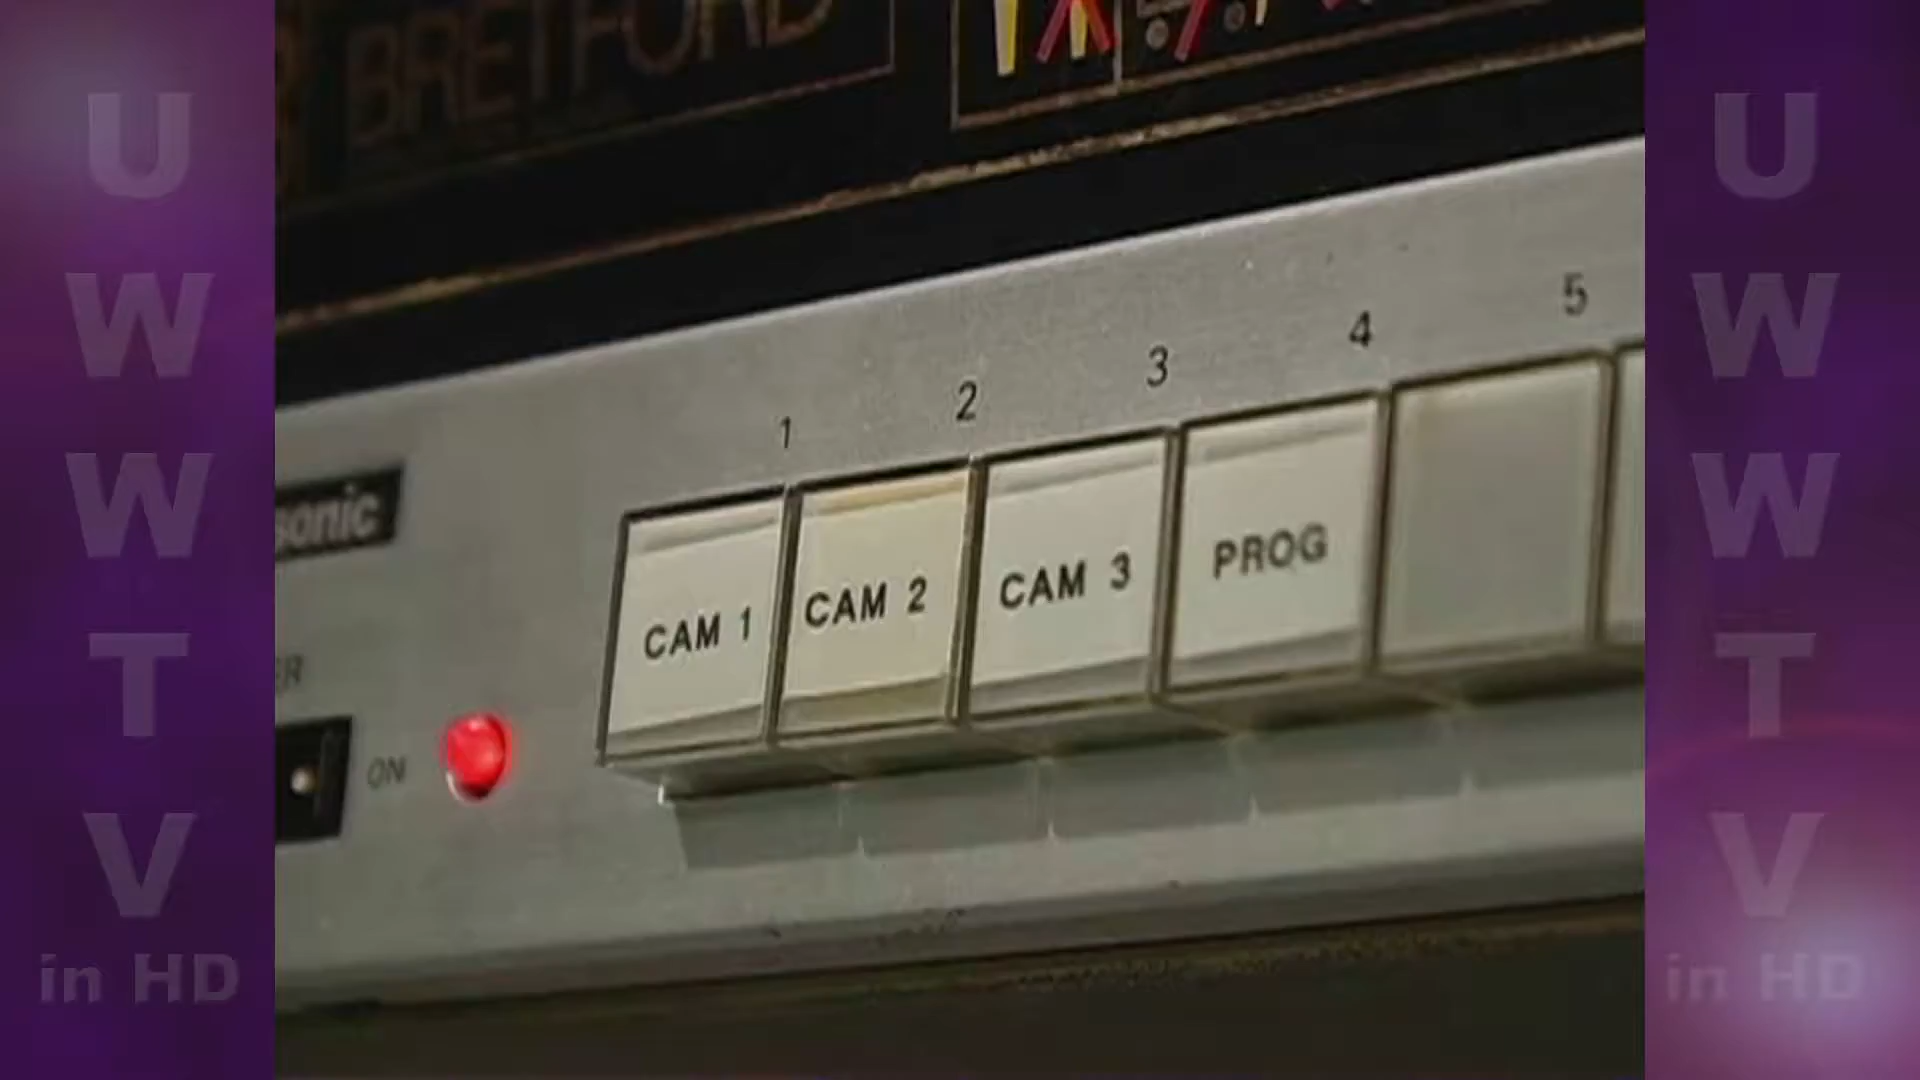 U
W
W
T
V
in HD
BRETFORD
sonic
ER
ON
1
2
3
4
5
CAM 1
CAM 2
CAM 3
PROG
U
W
W
T
V
in HD